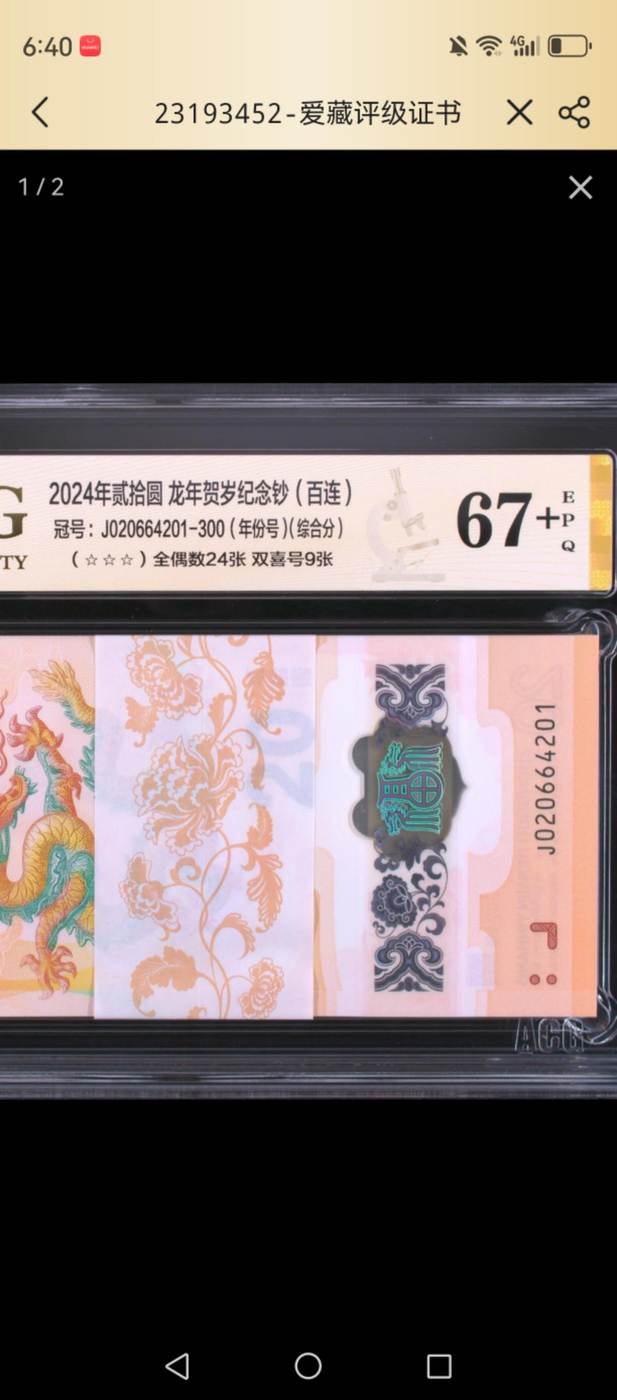 6:40
4G
23193452-爱藏评级证书
1/2
G
TY
2024年贰拾圆 龙年贺岁纪念钞（百连）
冠号：J020664201-300（年份号）（综合分）
（☆☆☆）全偶数24张 双喜号9张
67+
E
P
Q
20
J020664201
ACG